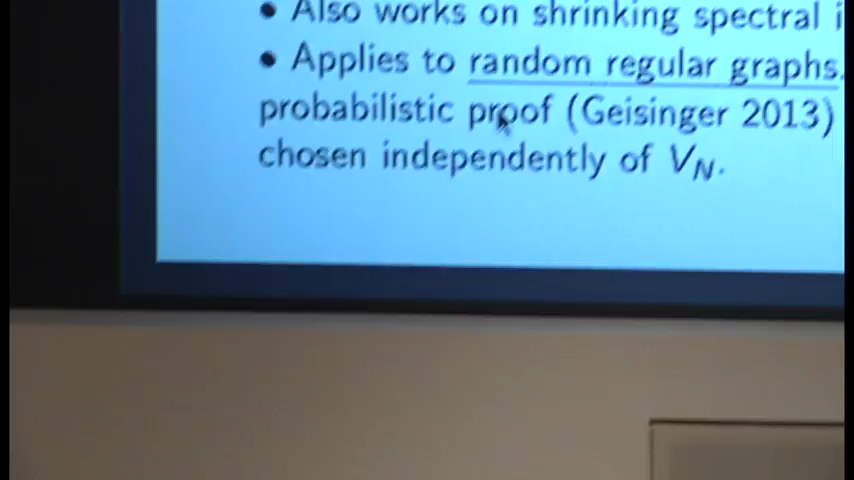 • Also works on shrinking spectral
• Applies to random regular graphs.
probabilistic proof (Geisinger 2013)
chosen independently of V_N.